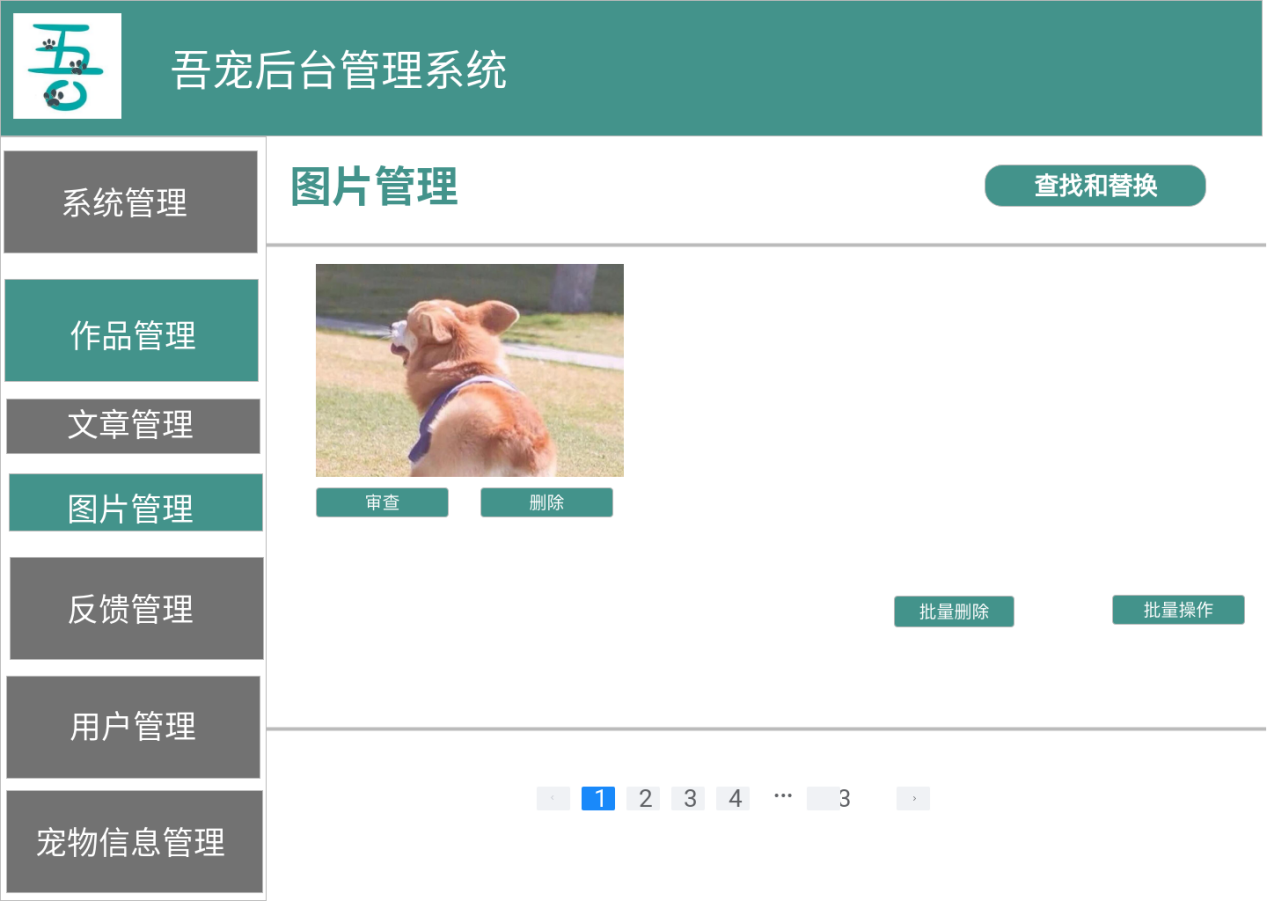 吾宠后台管理系统
系统管理
作品管理
文章管理
图片管理
反馈管理
用户管理
宠物信息管理
图片管理
查找和替换
审查 删除
批量删除 批量操作
‹ 1 2 3 4 ··· 3 ›